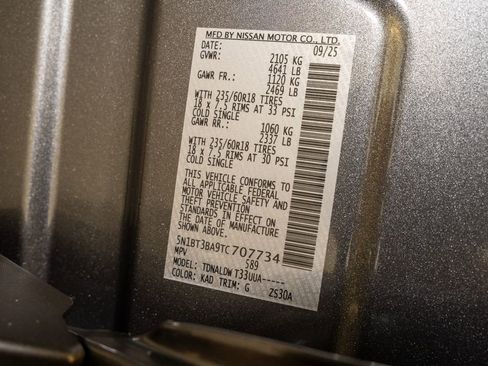 MFD BY NISSAN MOTOR CO., LTD.
DATE: 09/25
GVWR: 2105 KG
4641 LB
GAWR FR.: 1120 KG
2469 LB
WITH 235/60R18 TIRES
18 x 7.5 RIMS AT 33 PSI
COLD SINGLE
GAWR RR.: 1060 KG
2337 LB
WITH 235/60R18 TIRES
18 x 7.5 RIMS AT 30 PSI
COLD SINGLE
THIS VEHICLE CONFORMS TO
ALL APPLICABLE FEDERAL
MOTOR VEHICLE SAFETY AND
THEFT PREVENTION
STANDARDS IN EFFECT ON
THE DATE OF MANUFACTURE
SHOWN ABOVE.
5N1BT3BA9TC707734
MPV 589
MODEL: TDNALDW T33UUA-----
COLOR: KAD TRIM: G 2S30A